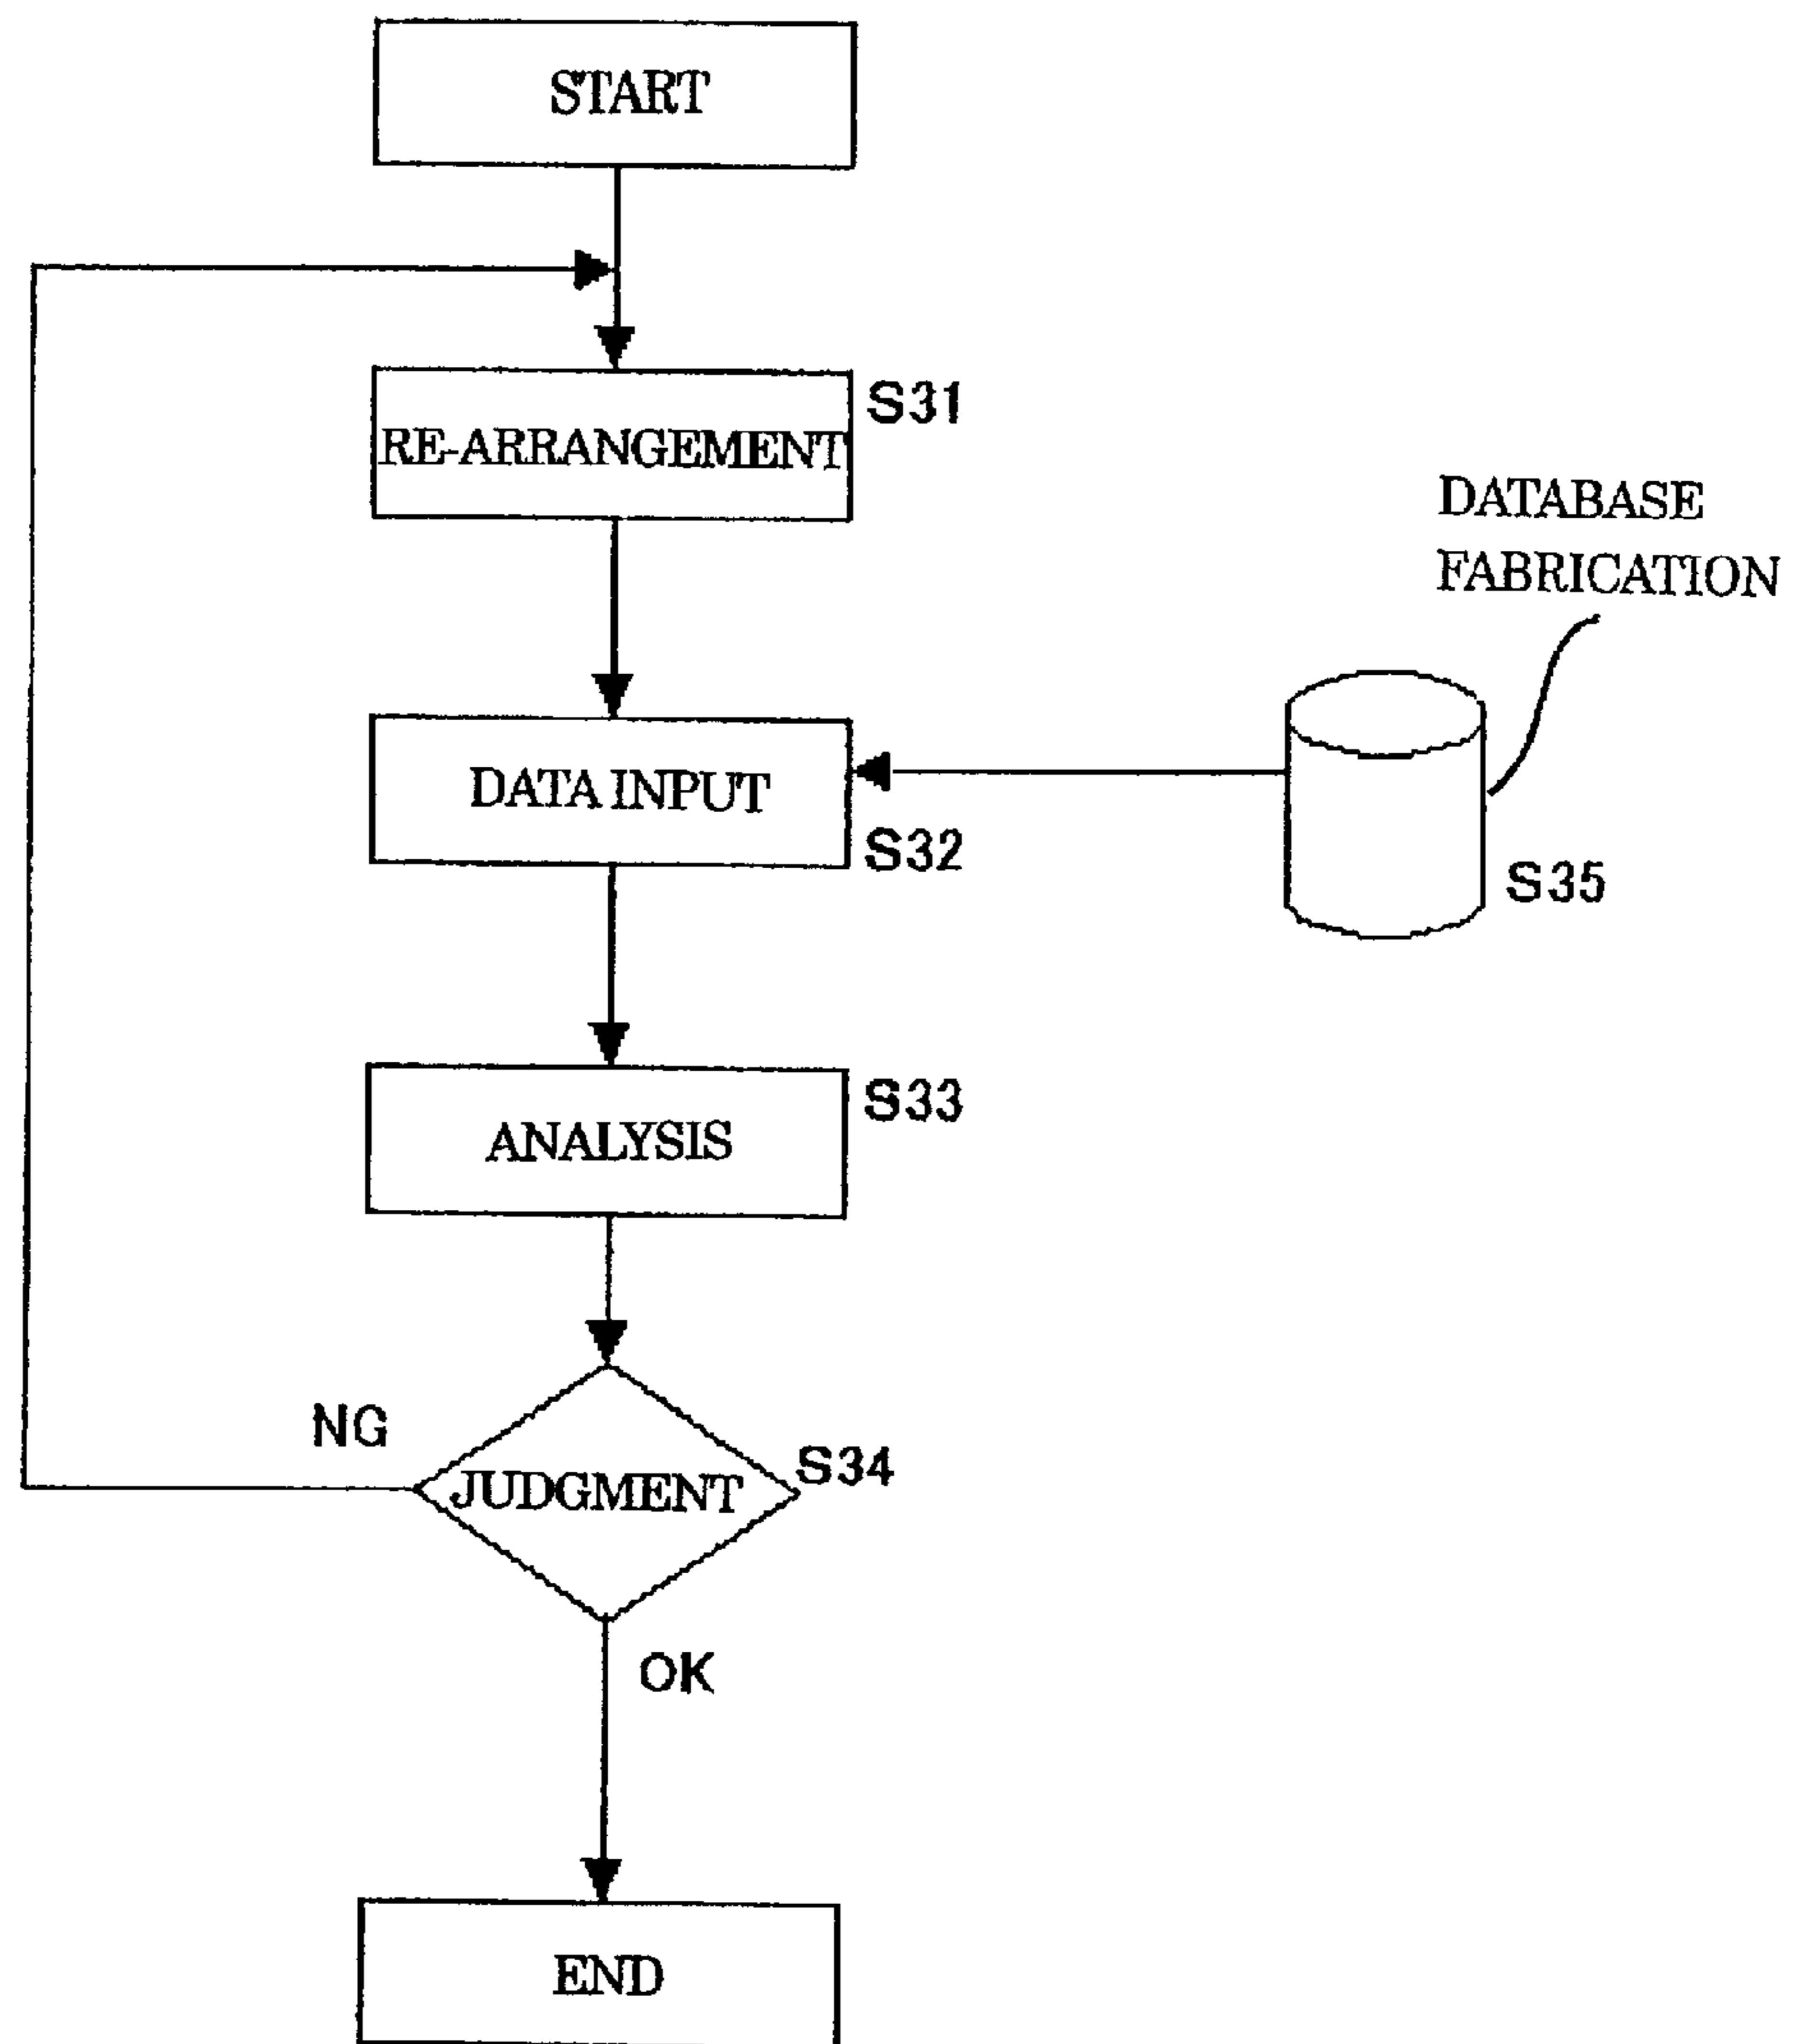 START
S31
RE-ARRANGEMENT
DATABASE
FABRICATION
DATA INPUT
S32
S35
S33
ANALYSIS
NG
S34
JUDGMENT
OK
END